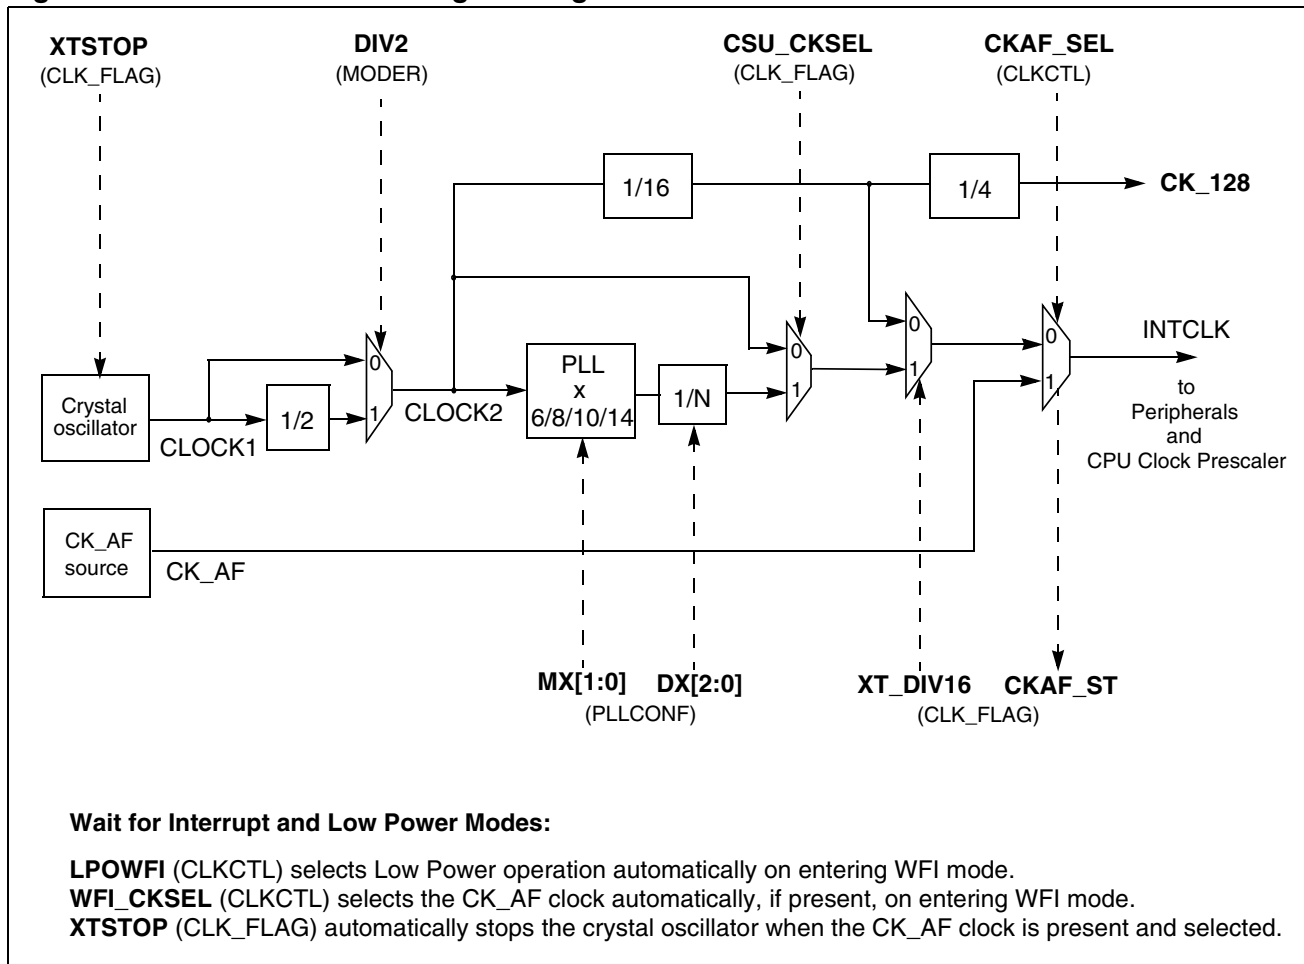 XTSTOP
(CLK_FLAG)
DIV2
(MODER)
CSU_CKSEL
(CLK_FLAG)
CKAF_SEL
(CLKCTL)
1/16
1/4
CK_128
Crystal
oscillator
CLOCK1
1/2
0
1
CLOCK2
PLL
x
6/8/10/14
1/N
0
1
0
1
0
1
INTCLK
to
Peripherals
and
CPU Clock Prescaler
CK_AF
source
CK_AF
MX[1:0]
DX[2:0]
(PLLCONF)
XT_DIV16
CKAF_ST
(CLK_FLAG)
Wait for Interrupt and Low Power Modes:
LPOWFI (CLKCTL) selects Low Power operation automatically on entering WFI mode.
WFI_CKSEL (CLKCTL) selects the CK_AF clock automatically, if present, on entering WFI mode.
XTSTOP (CLK_FLAG) automatically stops the crystal oscillator when the CK_AF clock is present and selected.